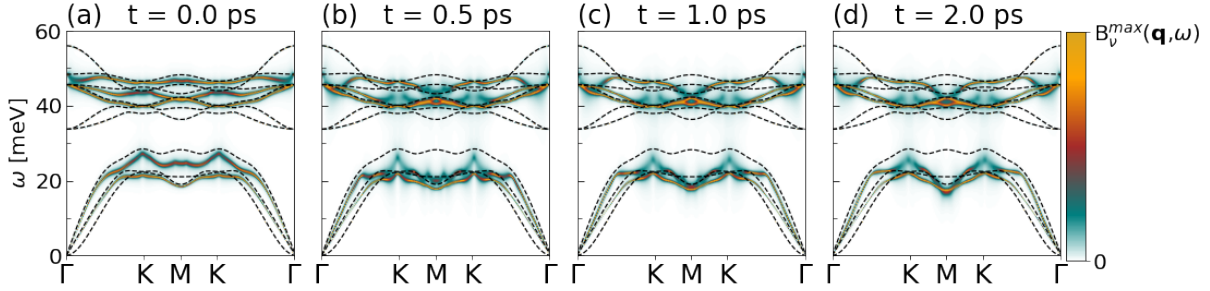 (a) t = 0.0 ps
(b) t = 0.5 ps
(c) t = 1.0 ps
(d) t = 2.0 ps
60
40
20
0
ω [meV]
Γ K M K Γ
Γ K M K Γ
Γ K M K Γ
Γ K M K Γ
B_ν^{max}(𝐪,ω)
0